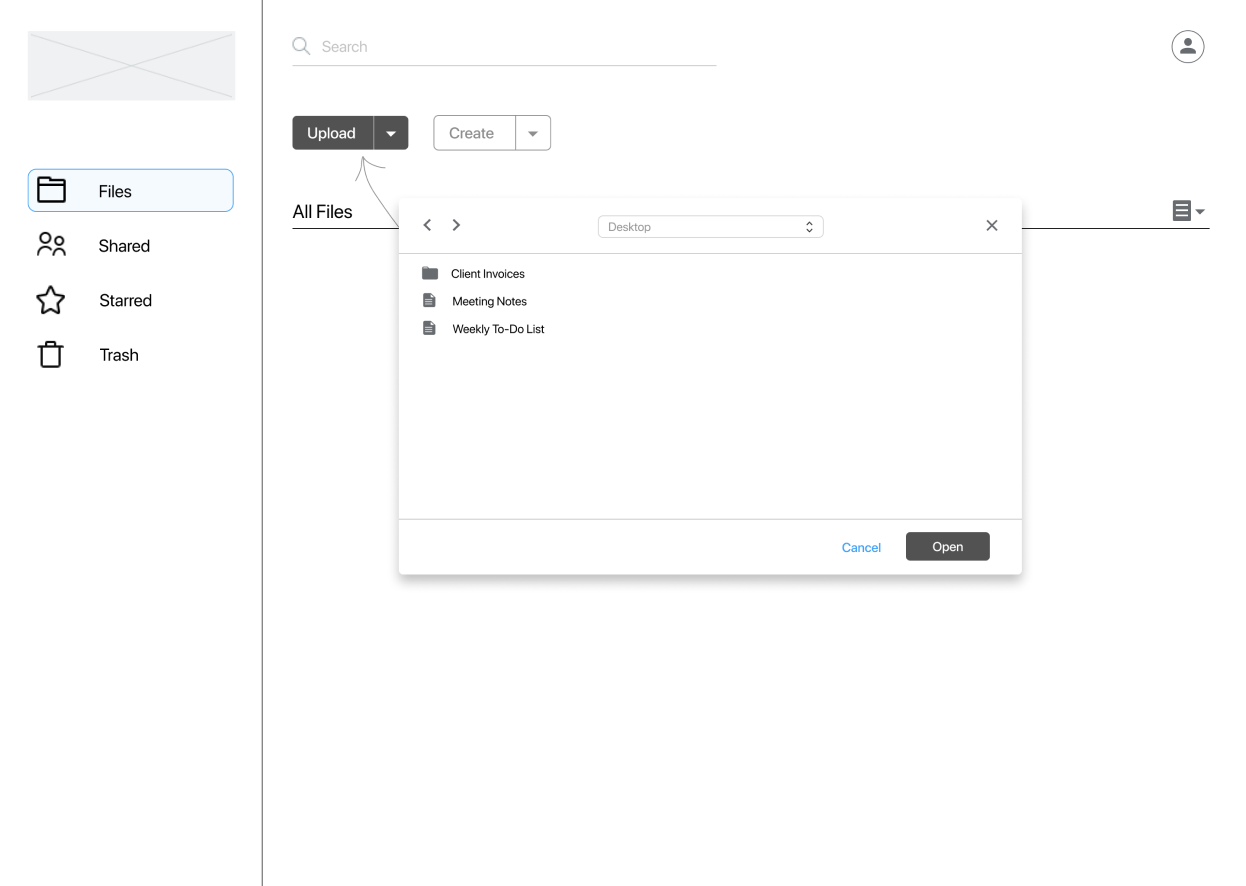 Search
Upload
Create
Files
Shared
Starred
Trash
All Files
Desktop
Client Invoices
Meeting Notes
Weekly To-Do List
Cancel
Open